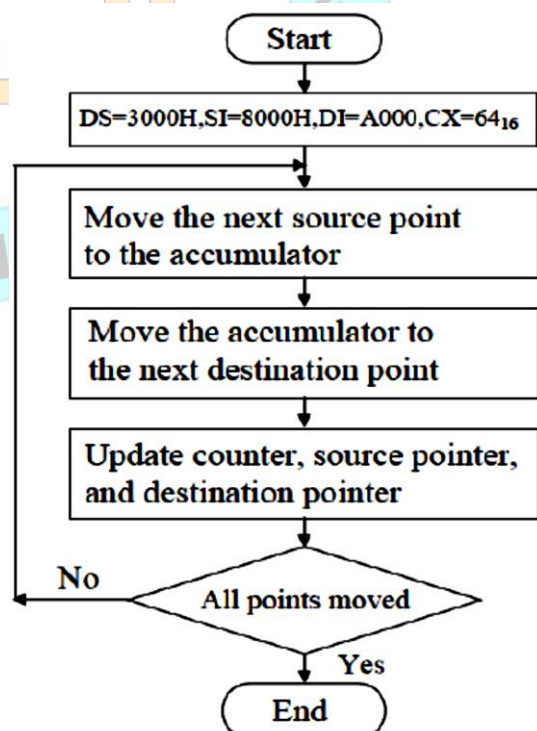 Start
DS=3000H,SI=8000H,DI=A000,CX=64₁₆
Move the next source point
to the accumulator
Move the accumulator to
the next destination point
Update counter, source pointer,
and destination pointer
All points moved
No
Yes
End